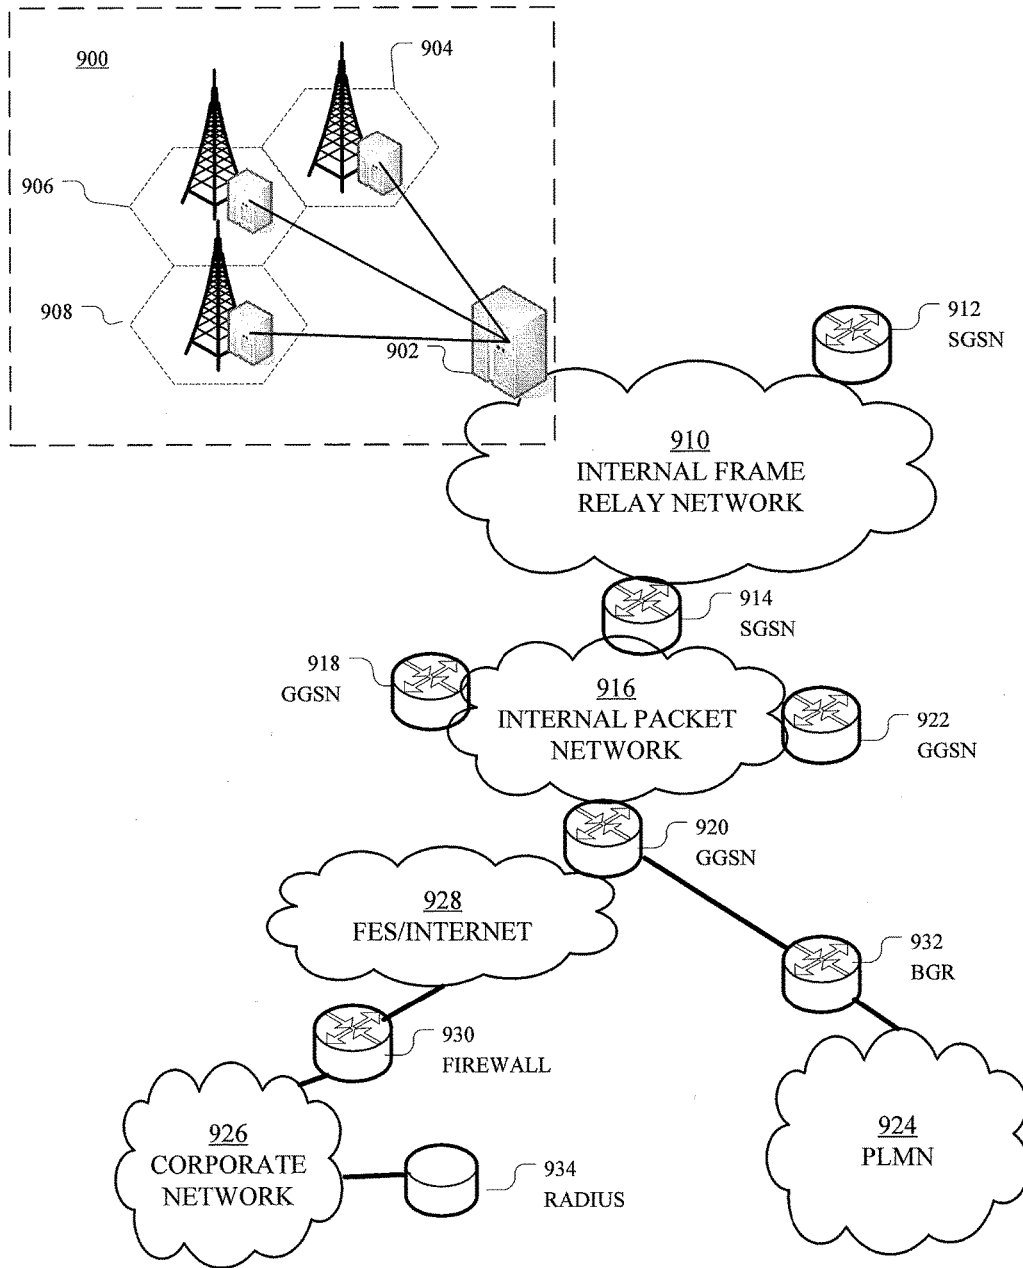 900
904
906
908
902
912
SGSN
910
INTERNAL FRAME
RELAY NETWORK
914
SGSN
918
GGSN
916
INTERNAL PACKET
NETWORK
922
GGSN
920
GGSN
928
FES/INTERNET
932
BGR
930
FIREWALL
926
CORPORATE
NETWORK
924
PLMN
934
RADIUS